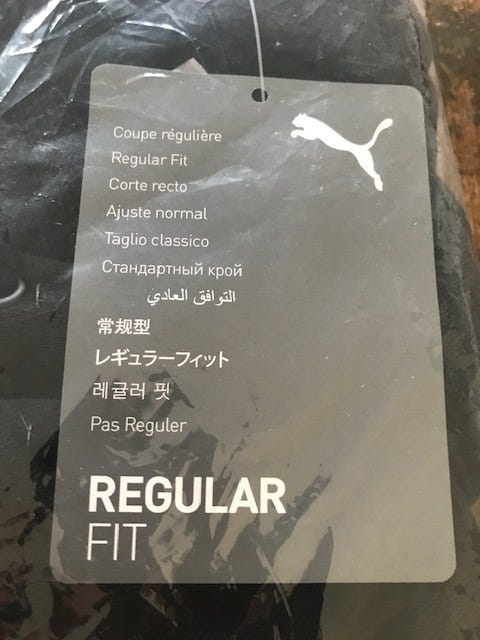 Coupe régulière
Regular Fit
Corte recto
Ajuste normal
Taglio classico
Стандартный крой
التوافق العادي
常规型
レギュラーフィット
레귤러 핏
Pas Reguler
REGULAR
FIT